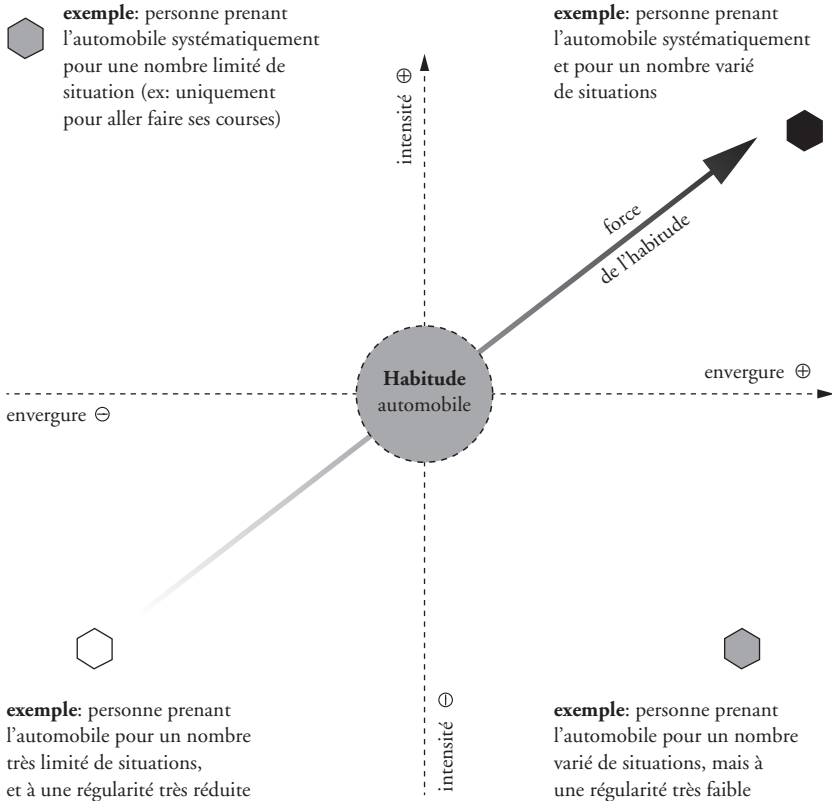 exemple: personne prenant
l’automobile systématiquement
pour une nombre limité de
situation (ex: uniquement
pour aller faire ses courses)
exemple: personne prenant
l’automobile systématiquement
et pour un nombre varié
de situations
intensité ⊕
force
de l’habitude
Habitude
automobile
envergure ⊕
envergure ⊖
intensité ⊖
exemple: personne prenant
l’automobile pour un nombre
très limité de situations,
et à une régularité très réduite
exemple: personne prenant
l’automobile pour un nombre
varié de situations, mais à
une régularité très faible